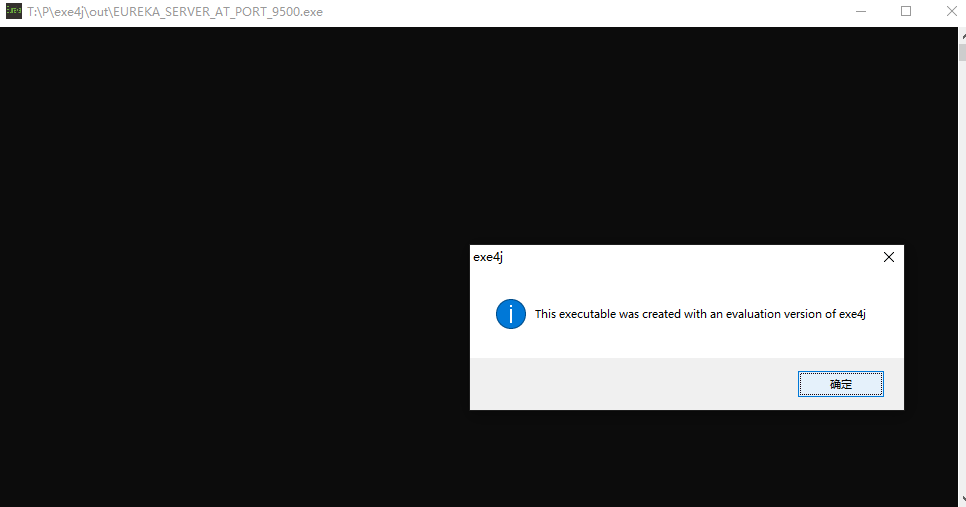 T:\P\exe4j\out\EUREKA_SERVER_AT_PORT_9500.exe
exe4j
This executable was created with an evaluation version of exe4j
确定